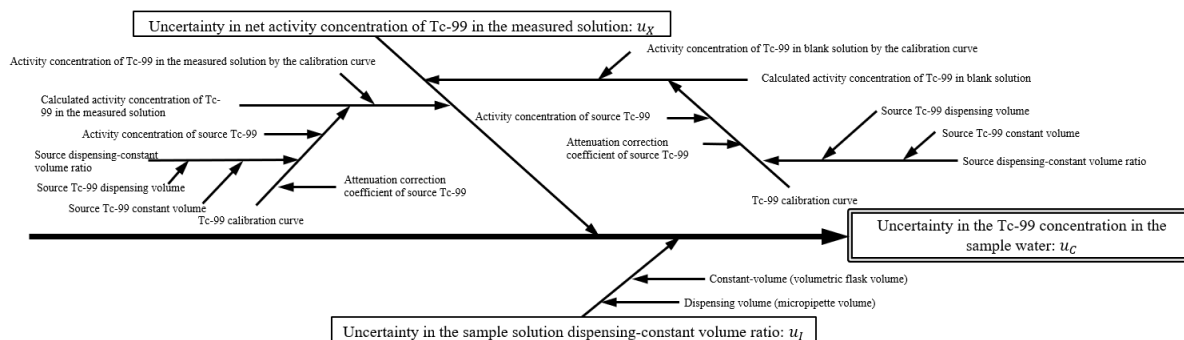 Uncertainty in net activity concentration of Tc-99 in the measured solution: u_X
Activity concentration of Tc-99 in blank solution by the calibration curve
Activity concentration of Tc-99 in the measured solution by the calibration curve
Calculated activity concentration of Tc-99 in blank solution
Calculated activity concentration of Tc-
99 in the measured solution
Activity concentration of source Tc-99
Source Tc-99 dispensing volume
Activity concentration of source Tc-99
Source Tc-99 constant volume
Attenuation correction
coefficient of source Tc-99
Source dispensing-constant
volume ratio
Source dispensing-constant volume ratio
Source Tc-99 dispensing volume
Attenuation correction
coefficient of source Tc-99
Source Tc-99 constant volume
Tc-99 calibration curve
Tc-99 calibration curve
Uncertainty in the Tc-99 concentration in the
sample water: u_C
Constant-volume (volumetric flask volume)
Dispensing volume (micropipette volume)
Uncertainty in the sample solution dispensing-constant volume ratio: u_I